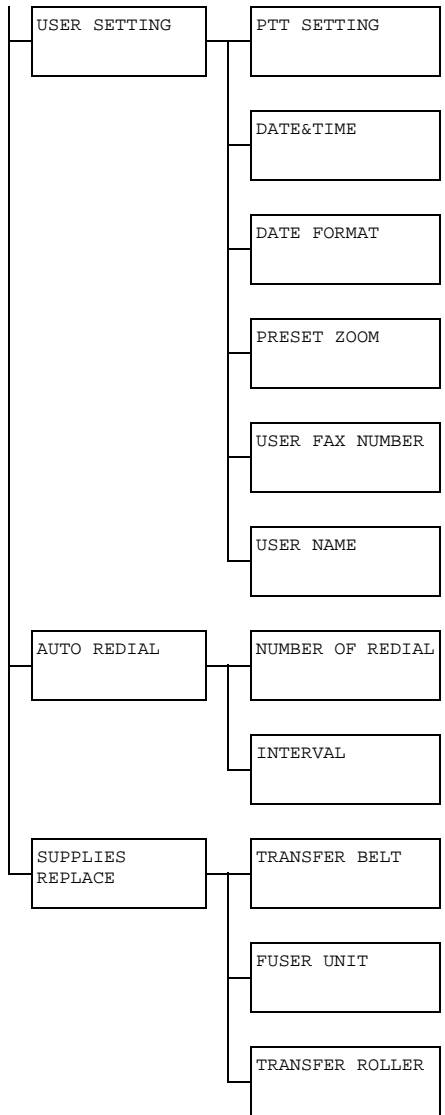 USER SETTING
PTT SETTING
DATE&TIME
DATE FORMAT
PRESET ZOOM
USER FAX NUMBER
USER NAME
AUTO REDIAL
NUMBER OF REDIAL
INTERVAL
SUPPLIES
REPLACE
TRANSFER BELT
FUSER UNIT
TRANSFER ROLLER